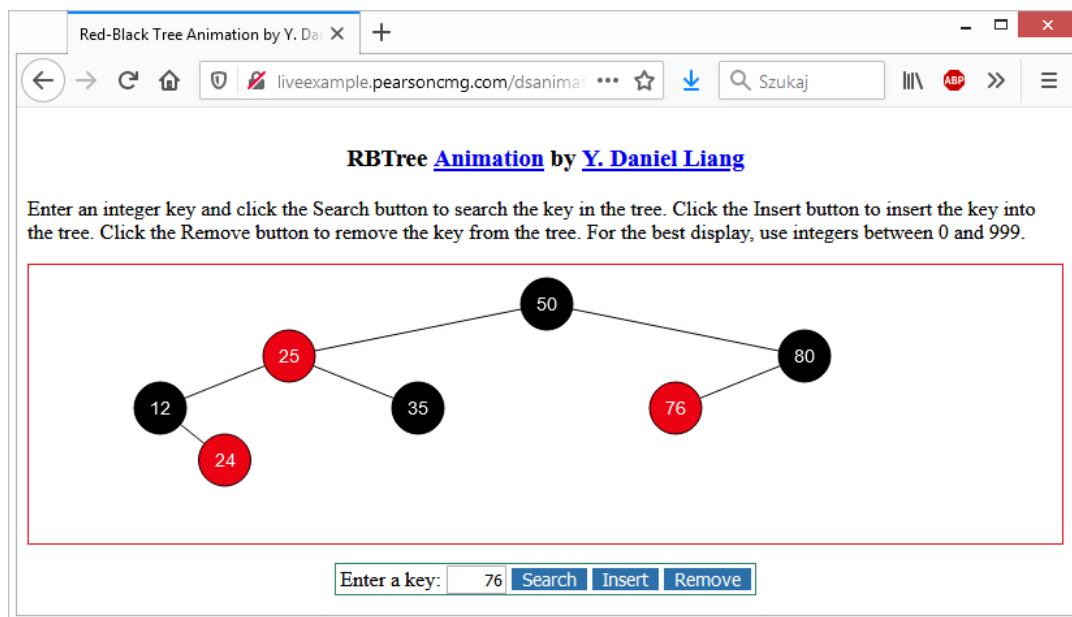 Red-Black Tree Animation by Y. Da
liveexample.pearsoncmg.com/dsanimat
Szukaj
ABP
RBTree Animation by Y. Daniel Liang
Enter an integer key and click the Search button to search the key in the tree. Click the Insert button to insert the key into
the tree. Click the Remove button to remove the key from the tree. For the best display, use integers between 0 and 999.
50
25
80
12
35
76
24
Enter a key: 76 Search Insert Remove